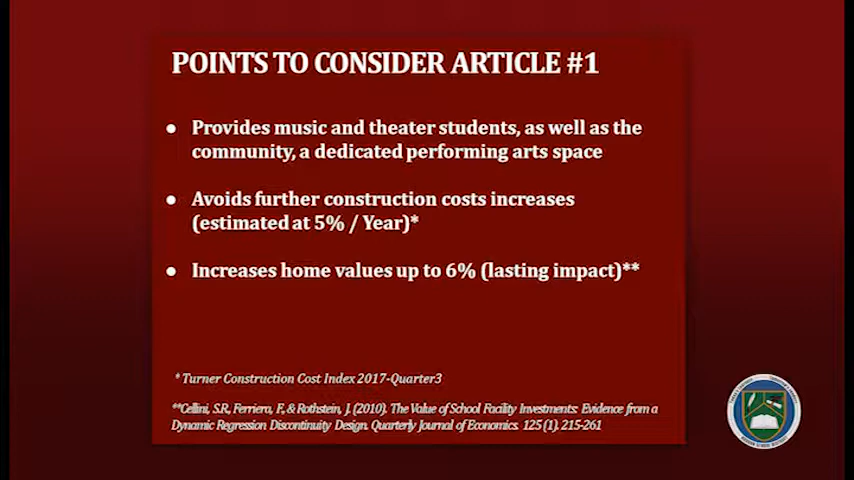 POINTS TO CONSIDER ARTICLE #1
● Provides music and theater students, as well as the
community, a dedicated performing arts space
● Avoids further construction costs increases
(estimated at 5% / Year)*
● Increases home values up to 6% (lasting impact)**
* Turner Construction Cost Index 2017-Quarter3
**Cellini, S.R., Ferriera, F., & Rothstein, J. (2010). The Value of School Facility Investments: Evidence from a
Dynamic Regression Discontinuity Design. Quarterly Journal of Economics. 125 (1). 215-261